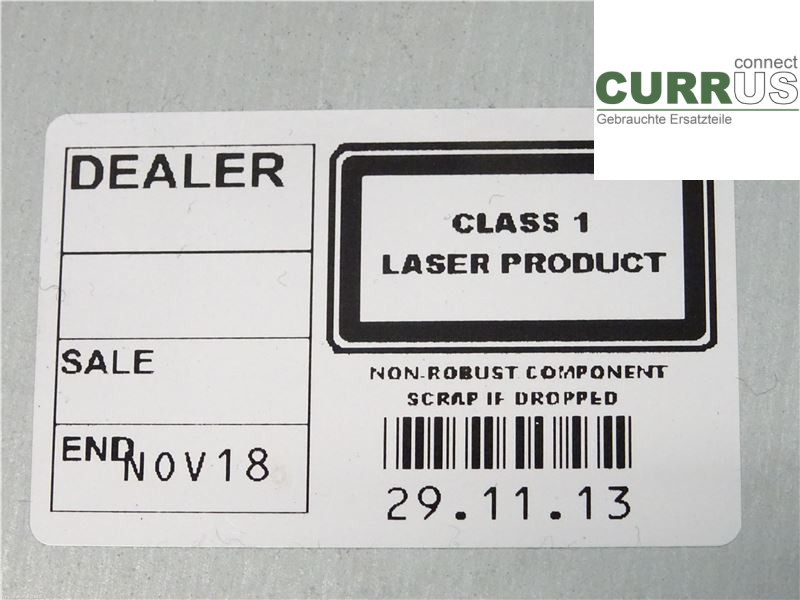 connect
CURRUS
Gebrauchte Ersatzteile
DEALER
SALE
END NOV18
CLASS 1
LASER PRODUCT
NON-ROBUST COMPONENT
SCRAP IF DROPPED
29.11.13